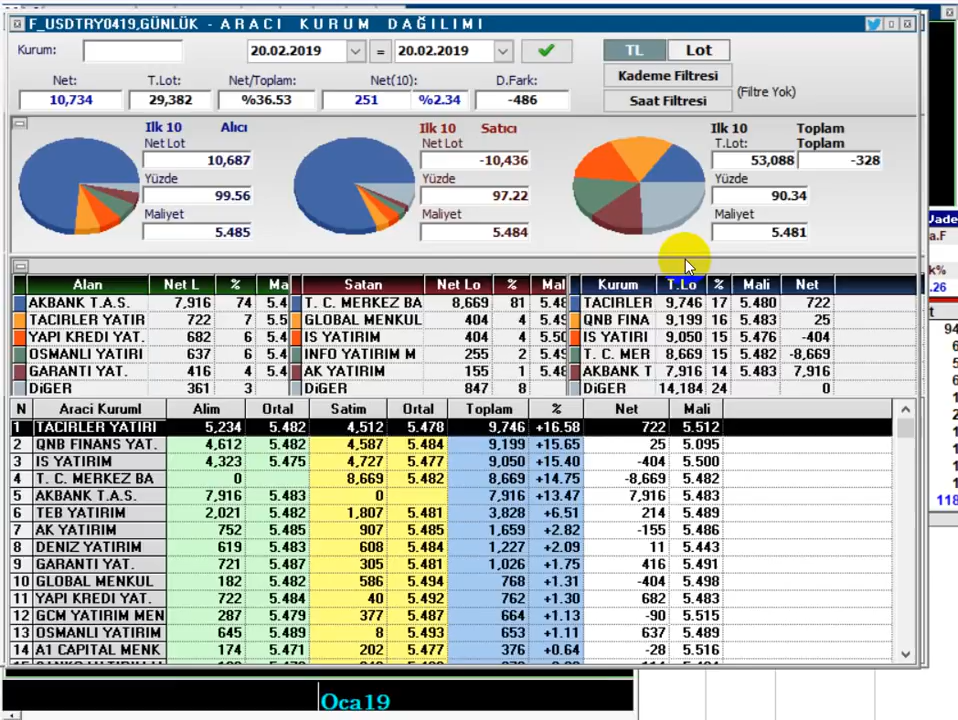 F_USDTRY0419,GÜNLÜK - ARACI KURUM DAĞILIMI
Kurum: 20.02.2019 = 20.02.2019 TL Lot
Kademe Filtresi
Saat Filtresi (Filtre Yok)
Net: T.Lot: Net/Toplam: Net(10): D.Fark:
10,734 29,382 %36.53 251 %2.34 -486
Ilk 10 Alıcı Ilk 10 Satıcı Ilk 10 Toplam
Net Lot Net Lot T.Lot: Toplam
10,687 -10,436 53,088 -328
Yüzde Yüzde Yüzde
99.56 97.22 90.34
Maliyet Maliyet Maliyet
5.485 5.484 5.481
Alan Net L % Ma Satan Net Lo % Mal Kurum T.Lo % Mali Net
AKBANK T.A.S. 7,916 74 5.4 T. C. MERKEZ BA 8,669 81 5.48 TACIRLER 9,746 17 5.480 722
TACIRLER YATIR 722 7 5.5 GLOBAL MENKUL 404 4 5.49 QNB FINA 9,199 16 5.483 25
YAPI KREDI YAT. 682 6 5.4 IS YATIRIM 404 4 5.50 IS YATIRI 9,050 15 5.476 -404
OSMANLI YATIRI 637 6 5.4 INFO YATIRIM M 255 2 5.49 T. C. MER 8,669 15 5.482 -8,669
GARANTI YAT. 416 4 5.4 AK YATIRIM 155 1 5.48 AKBANK T 7,916 14 5.483 7,916
DiGER 361 3 DiGER 847 8 DiGER 14,184 24 0
N Araci Kuruml Alim Ortal Satim Ortal Toplam % Net Mali
1 TACIRLER YATIRI 5,234 5.482 4,512 5.478 9,746 +16.58 722 5.512
2 QNB FINANS YAT. 4,612 5.482 4,587 5.484 9,199 +15.65 25 5.095
3 IS YATIRIM 4,323 5.475 4,727 5.477 9,050 +15.40 -404 5.500
4 T. C. MERKEZ BA 0 8,669 5.482 8,669 +14.75 -8,669 5.482
5 AKBANK T.A.S. 7,916 5.483 0 7,916 +13.47 7,916 5.483
6 TEB YATIRIM 2,021 5.482 1,807 5.481 3,828 +6.51 214 5.489
7 AK YATIRIM 752 5.485 907 5.485 1,659 +2.82 -155 5.486
8 DENIZ YATIRIM 619 5.483 608 5.484 1,227 +2.09 11 5.443
9 GARANTI YAT. 721 5.487 305 5.481 1,026 +1.75 416 5.491
10 GLOBAL MENKUL 182 5.482 586 5.494 768 +1.31 -404 5.498
11 YAPI KREDI YAT. 722 5.484 40 5.492 762 +1.30 682 5.483
12 GCM YATIRIM MEN 287 5.479 377 5.487 664 +1.13 -90 5.515
13 OSMANLI YATIRIM 645 5.489 8 5.493 653 +1.11 637 5.489
14 A1 CAPITAL MENK 174 5.471 202 5.477 376 +0.64 -28 5.516
Oca19
Jade
a.F
k%
.26
t
94
118